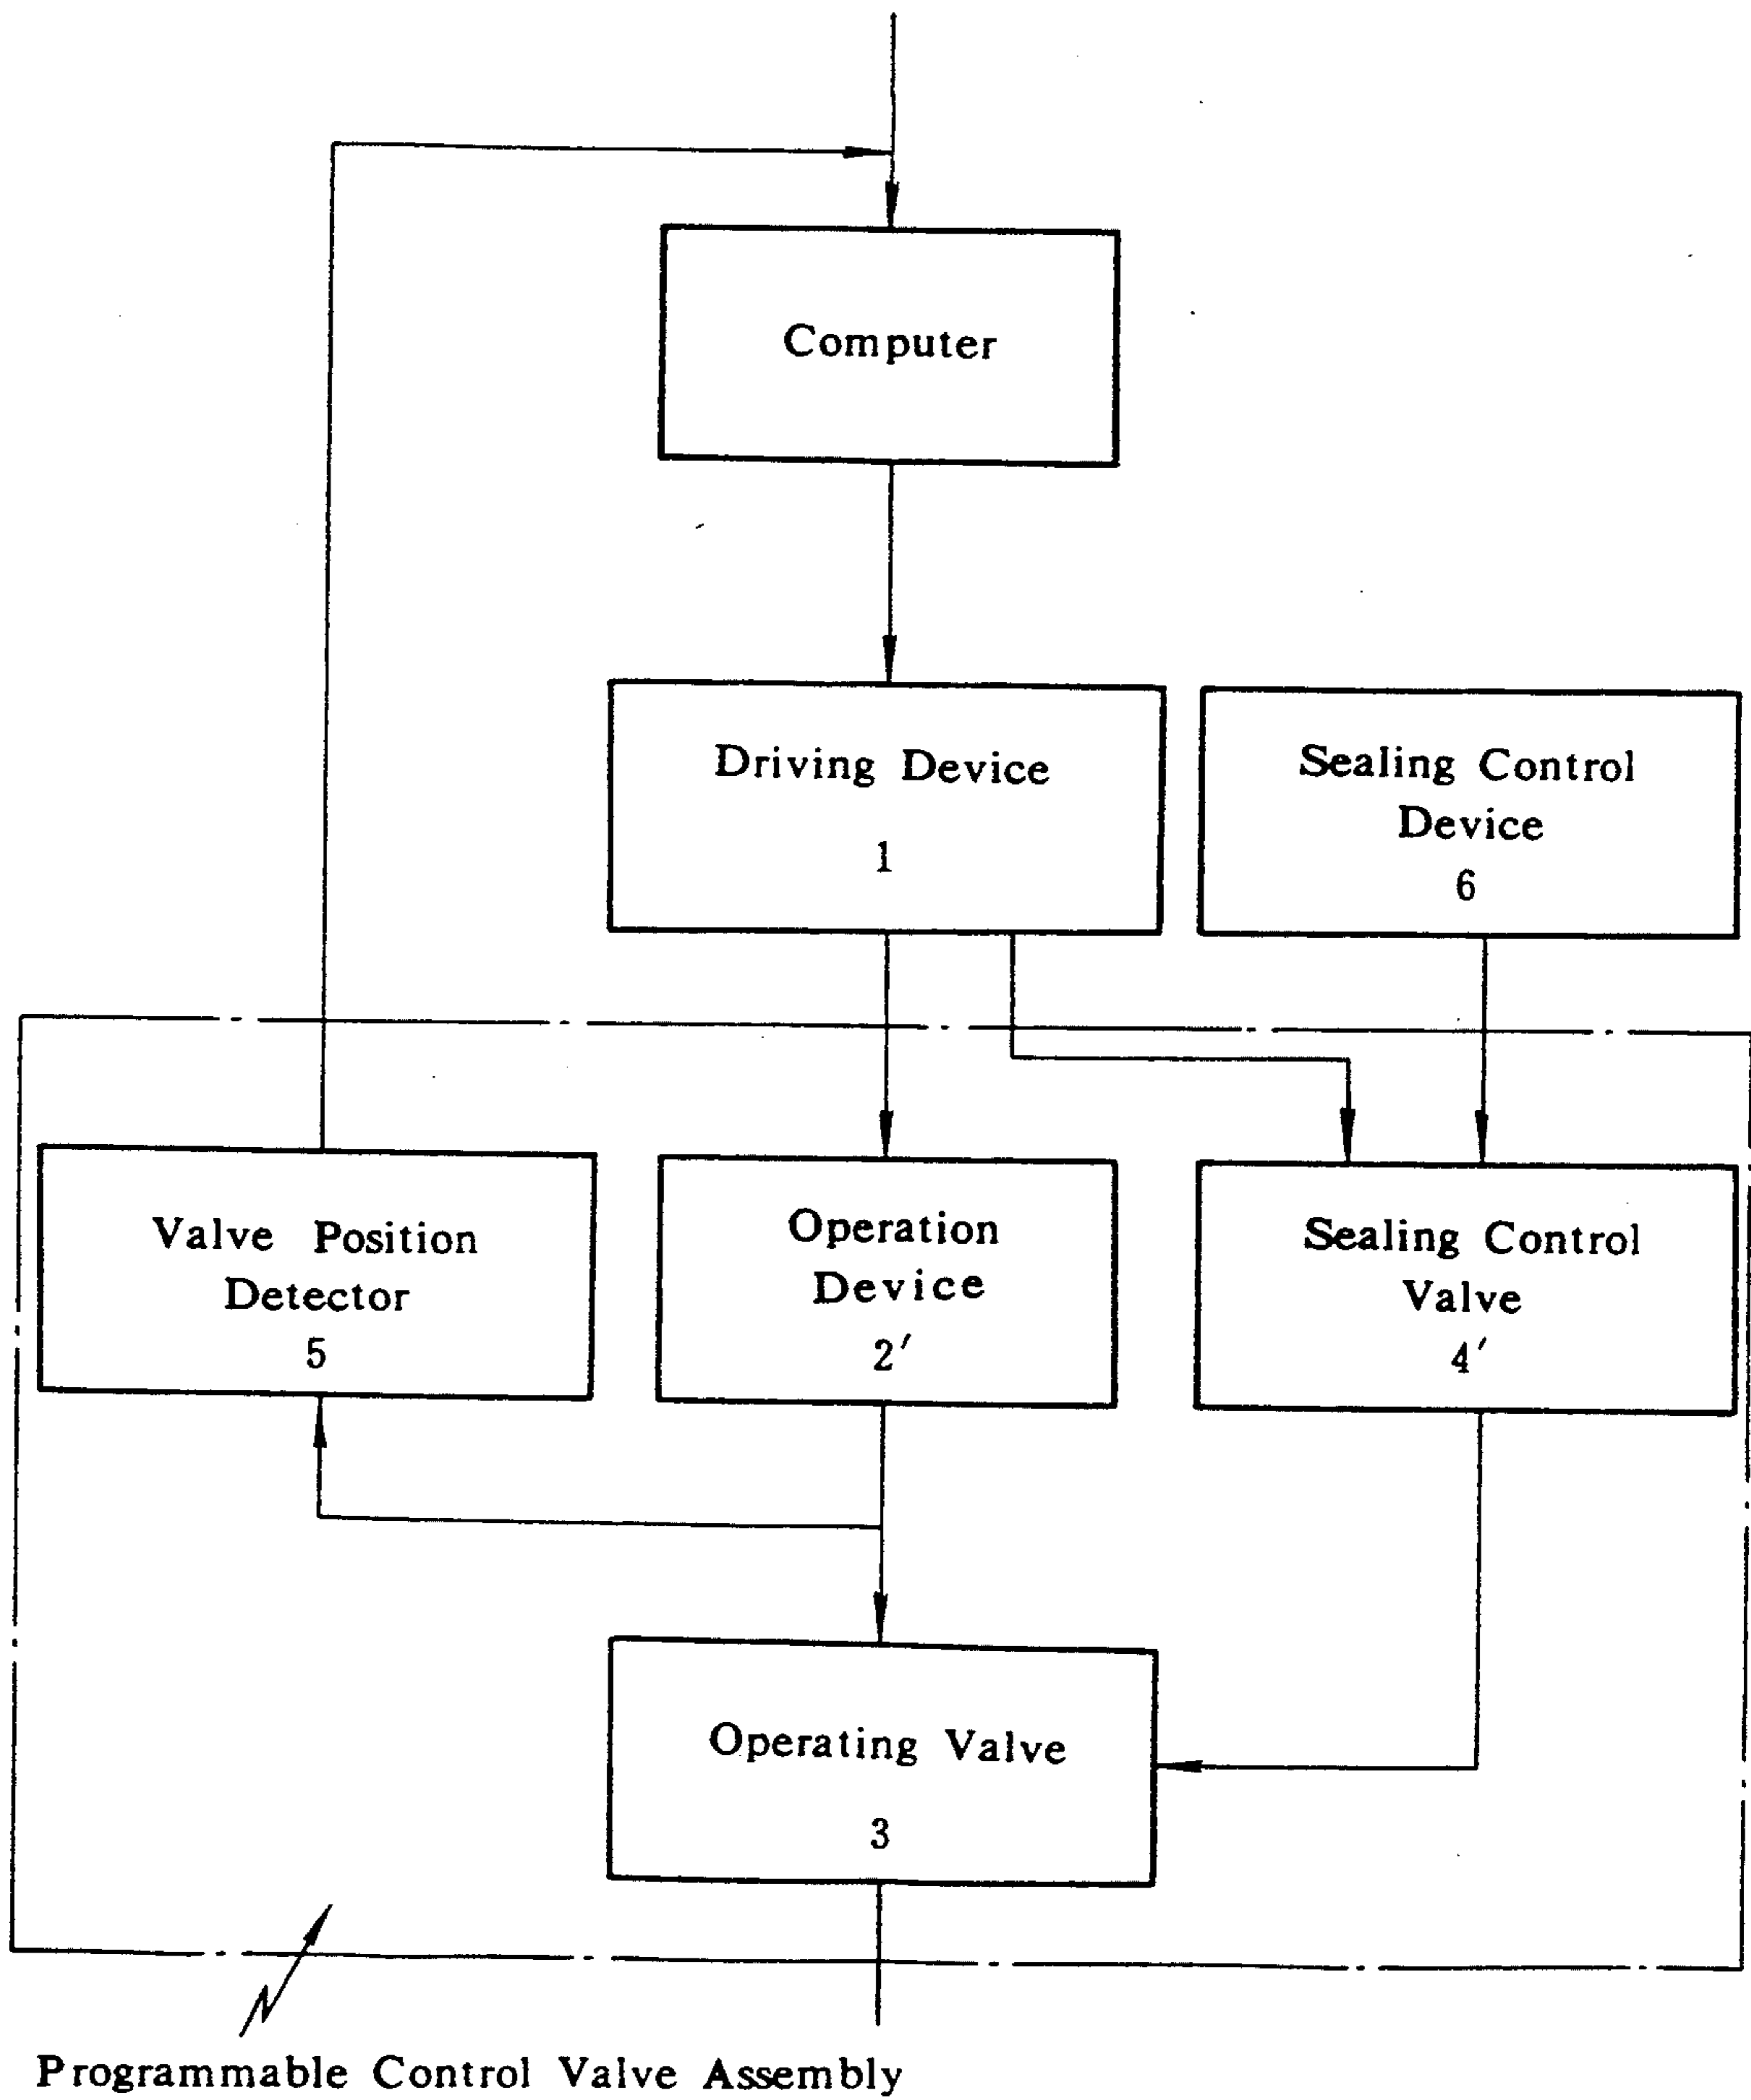 Computer
Driving Device
1
Sealing Control
Device
6
Valve Position
Detector
5
Operation
Device
2′
Sealing Control
Valve
4′
Operating Valve
3
Programmable Control Valve Assembly